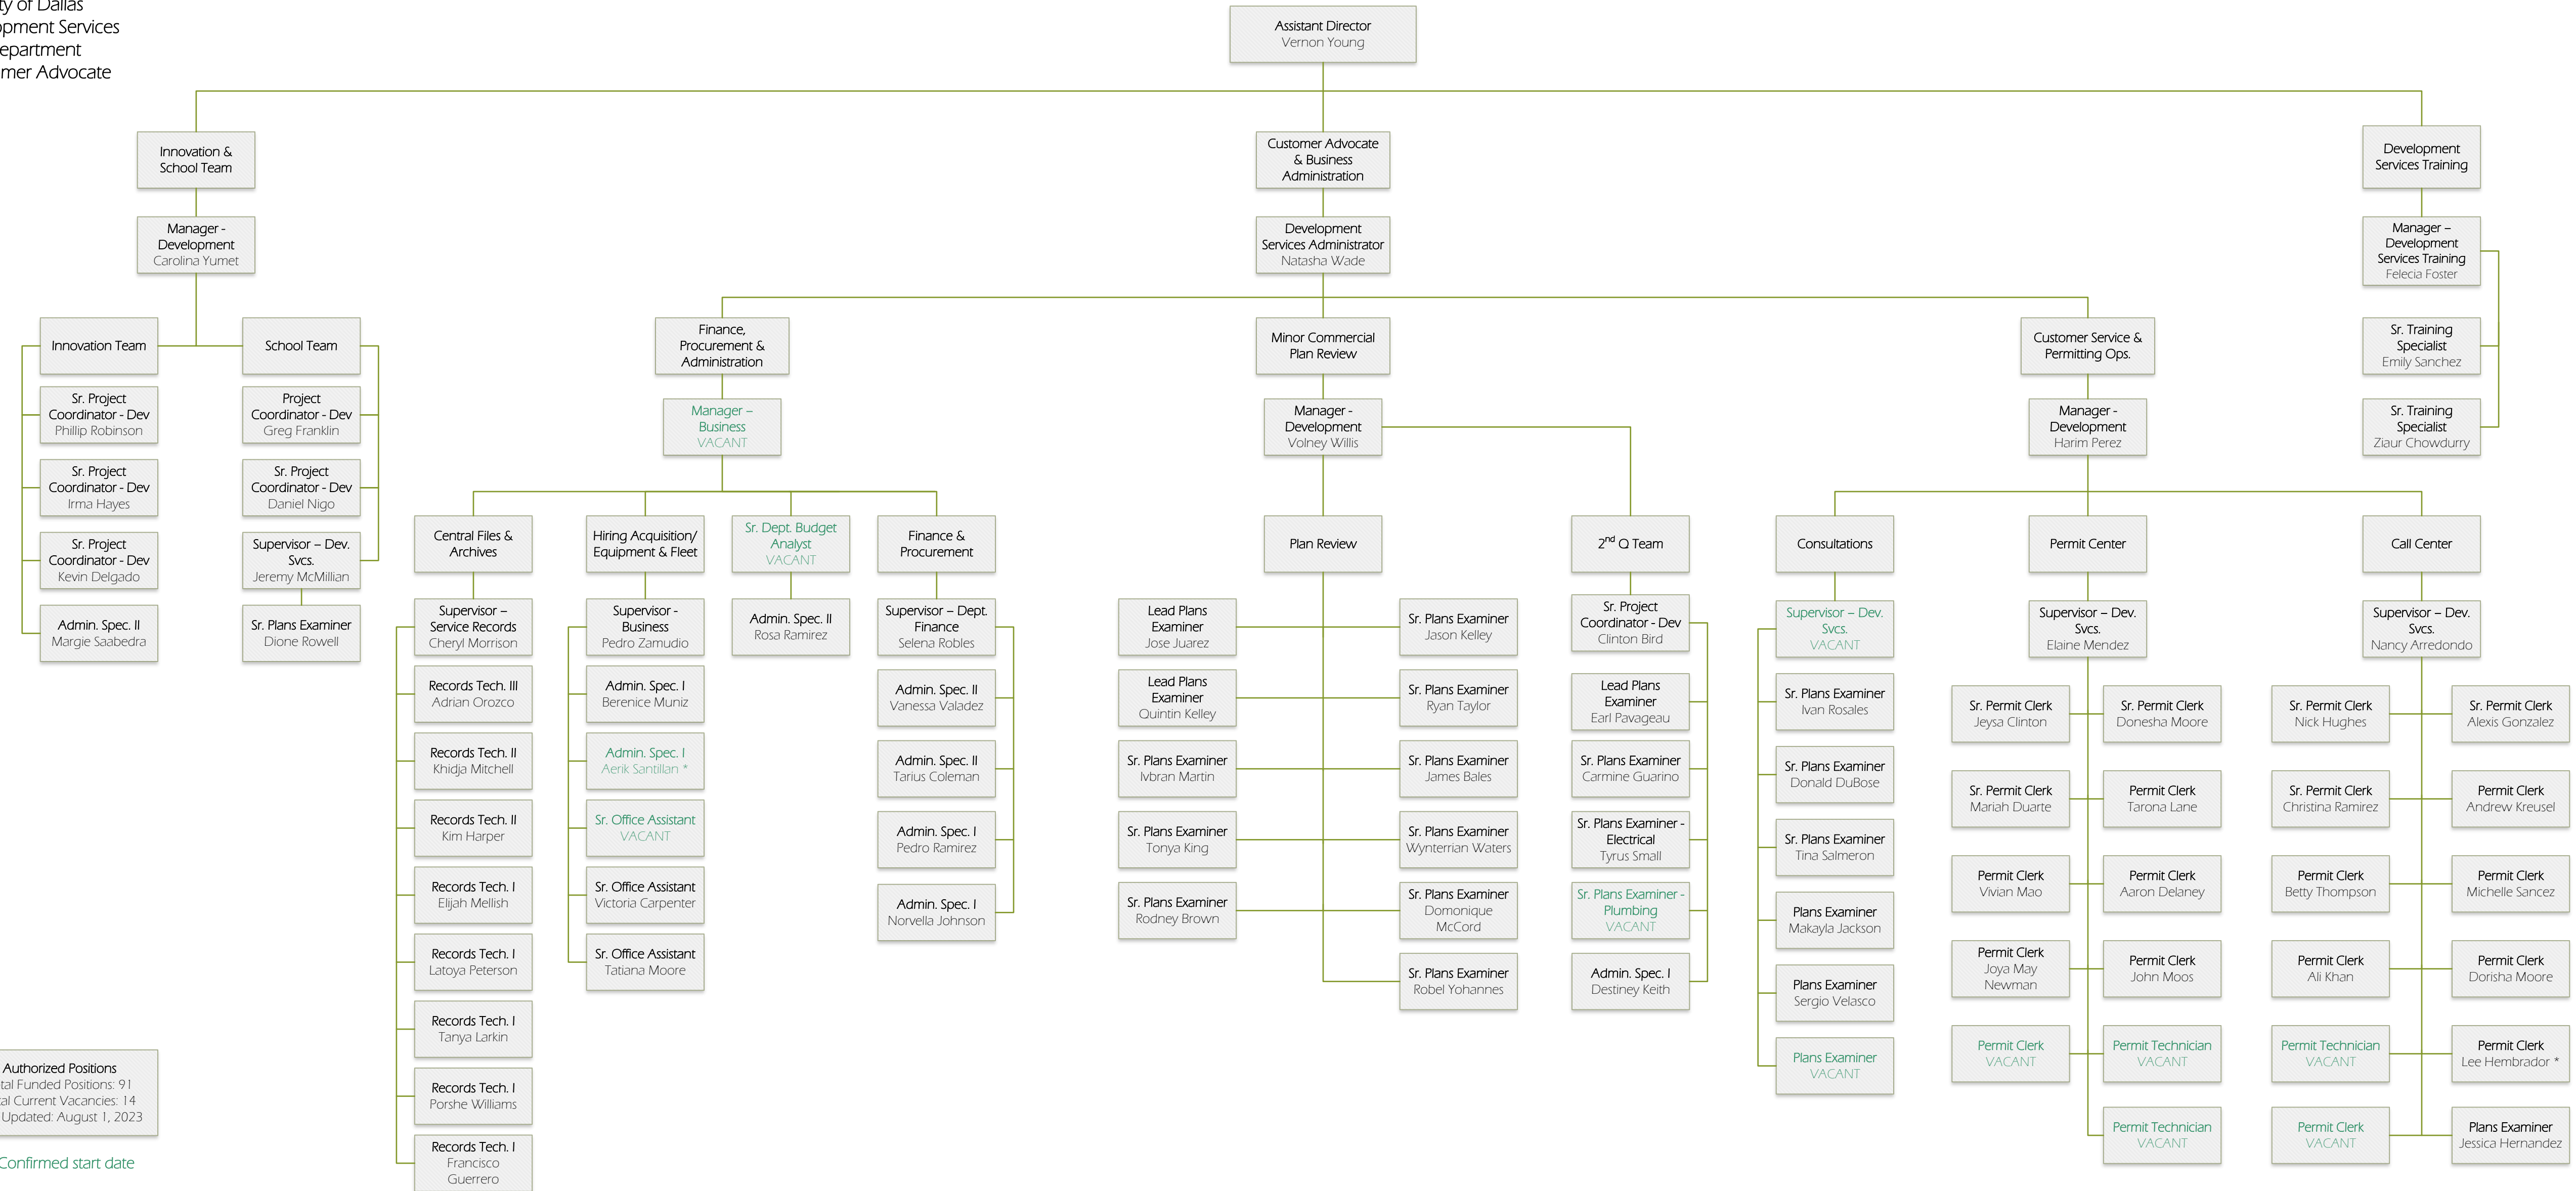 ty of Dallas
opment Services
epartment
mer Advocate
Assistant Director
Vernon Young
Innovation &
School Team
Customer Advocate
& Business
Administration
Development
Services Training
Manager -
Development
Carolina Yumet
Development
Services Administrator
Natasha Wade
Manager –
Development
Services Training
Felecia Foster
Sr. Training
Specialist
Emily Sanchez
Sr. Training
Specialist
Ziaur Chowdurry
Innovation Team
Sr. Project
Coordinator - Dev
Phillip Robinson
Sr. Project
Coordinator - Dev
Irma Hayes
Sr. Project
Coordinator - Dev
Kevin Delgado
Admin. Spec. II
Margie Saabedra
School Team
Project
Coordinator - Dev
Greg Franklin
Sr. Project
Coordinator - Dev
Daniel Nigo
Supervisor – Dev.
Svcs.
Jeremy McMillian
Sr. Plans Examiner
Dione Rowell
Finance,
Procurement &
Administration
Manager –
Business
VACANT
Central Files &
Archives
Supervisor –
Service Records
Cheryl Morrison
Records Tech. III
Adrian Orozco
Records Tech. II
Khidja Mitchell
Records Tech. II
Kim Harper
Records Tech. I
Elijah Mellish
Records Tech. I
Latoya Peterson
Records Tech. I
Tanya Larkin
Records Tech. I
Porshe Williams
Records Tech. I
Francisco
Guerrero
Hiring Acquisition/
Equipment & Fleet
Supervisor -
Business
Pedro Zamudio
Admin. Spec. I
Berenice Muniz
Admin. Spec. I
Aerik Santillan *
Sr. Office Assistant
VACANT
Sr. Office Assistant
Victoria Carpenter
Sr. Office Assistant
Tatiana Moore
Sr. Dept. Budget
Analyst
VACANT
Admin. Spec. II
Rosa Ramirez
Finance &
Procurement
Supervisor – Dept.
Finance
Selena Robles
Admin. Spec. II
Vanessa Valadez
Admin. Spec. II
Tarius Coleman
Admin. Spec. I
Pedro Ramirez
Admin. Spec. I
Norvella Johnson
Minor Commercial
Plan Review
Manager -
Development
Volney Willis
Plan Review
Lead Plans
Examiner
Jose Juarez
Lead Plans
Examiner
Quintin Kelley
Sr. Plans Examiner
Ivbran Martin
Sr. Plans Examiner
Tonya King
Sr. Plans Examiner
Rodney Brown
Sr. Plans Examiner
Jason Kelley
Sr. Plans Examiner
Ryan Taylor
Sr. Plans Examiner
James Bales
Sr. Plans Examiner
Wynterrian Waters
Sr. Plans Examiner
Domonique
McCord
Sr. Plans Examiner
Robel Yohannes
2nd Q Team
Sr. Project
Coordinator - Dev
Clinton Bird
Lead Plans
Examiner
Earl Pavageau
Sr. Plans Examiner
Carmine Guarino
Sr. Plans Examiner -
Electrical
Tyrus Small
Sr. Plans Examiner -
Plumbing
VACANT
Admin. Spec. I
Destiney Keith
Customer Service &
Permitting Ops.
Manager -
Development
Harim Perez
Consultations
Supervisor – Dev.
Svcs.
VACANT
Sr. Plans Examiner
Ivan Rosales
Sr. Plans Examiner
Donald DuBose
Sr. Plans Examiner
Tina Salmeron
Plans Examiner
Makayla Jackson
Plans Examiner
Sergio Velasco
Plans Examiner
VACANT
Permit Center
Supervisor – Dev.
Svcs.
Elaine Mendez
Sr. Permit Clerk
Jeysa Clinton
Sr. Permit Clerk
Mariah Duarte
Permit Clerk
Vivian Mao
Permit Clerk
Joya May
Newman
Permit Clerk
VACANT
Sr. Permit Clerk
Donesha Moore
Permit Clerk
Tarona Lane
Permit Clerk
Aaron Delaney
Permit Clerk
John Moos
Permit Technician
VACANT
Permit Technician
VACANT
Call Center
Supervisor – Dev.
Svcs.
Nancy Arredondo
Sr. Permit Clerk
Nick Hughes
Sr. Permit Clerk
Christina Ramirez
Permit Clerk
Betty Thompson
Permit Clerk
Ali Khan
Permit Technician
VACANT
Permit Clerk
VACANT
Sr. Permit Clerk
Alexis Gonzalez
Permit Clerk
Andrew Kreusel
Permit Clerk
Michelle Sancez
Permit Clerk
Dorisha Moore
Permit Clerk
Lee Hembrador *
Plans Examiner
Jessica Hernandez
Authorized Positions
tal Funded Positions: 91
tal Current Vacancies: 14
Updated: August 1, 2023
Confirmed start date